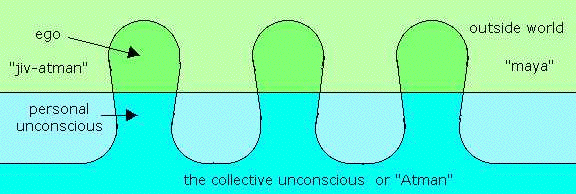 ego
outside world
"jiv-atman"
"maya"
personal
unconscious
the collective unconscious or "Atman"